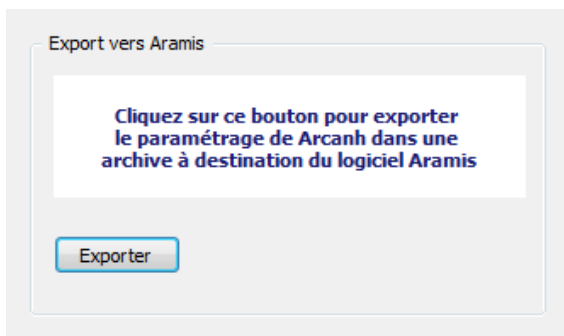 Export vers Aramis
Cliquez sur ce bouton pour exporter
le paramétrage de Arcanh dans une
archive à destination du logiciel Aramis
Exporter